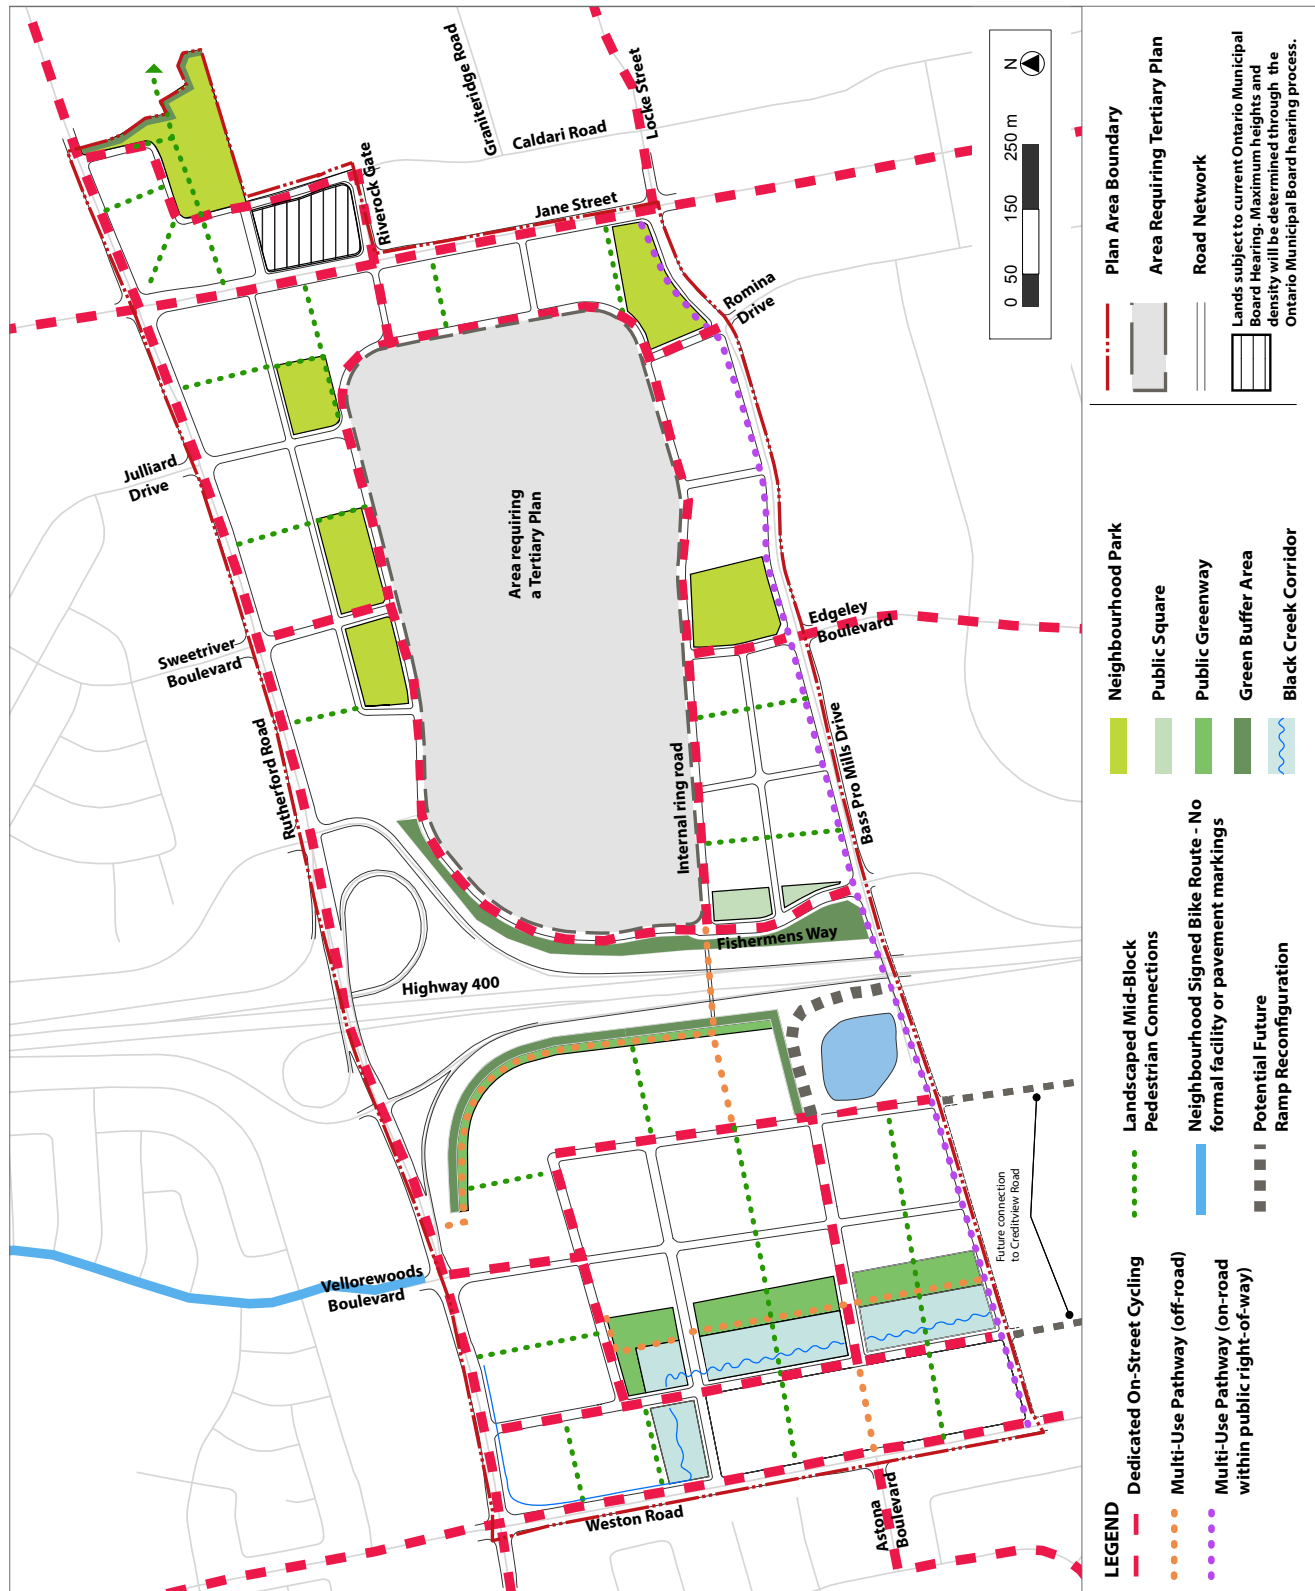 Graniteridge Road
Locke Street
Caldari Road
Riverock Gate
Jane Street
Romina
Drive
Julliard
Drive
Sweetriver
Boulevard
Rutherford Road
Area requiring
a Tertiary Plan
Edgeley
Boulevard
Internal ring road
Bass Pro Mills Drive
Fishermens Way
Highway 400
Vellorewoods
Boulevard
Future connection
to Creditview Road
Weston Road
Astona
Boulevard
0 50 150 250 m
N
LEGEND
Dedicated On-Street Cycling
Multi-Use Pathway (off-road)
Multi-Use Pathway (on-road
within public right-of-way)
Landscaped Mid-Block
Pedestrian Connections
Neighbourhood Signed Bike Route - No
formal facility or pavement markings
Potential Future
Ramp Reconfiguration
Neighbourhood Park
Public Square
Public Greenway
Green Buffer Area
Black Creek Corridor
Plan Area Boundary
Area Requiring Tertiary Plan
Road Network
Lands subject to current Ontario Municipal
Board Hearing. Maximum heights and
density will be determined through the
Ontario Municipal Board hearing process.